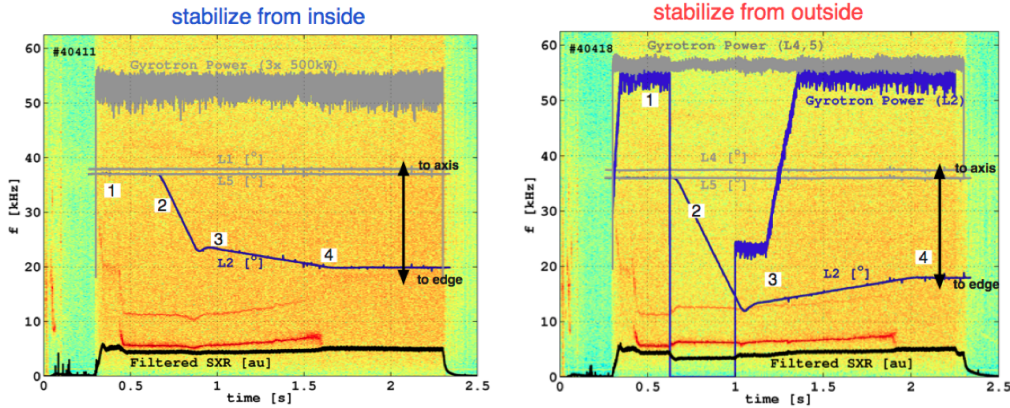 stabilize from inside
#40411
Gyrotron Power (3x 500kW)
L1 [°]
L5 [°]
to axis
1
2
3
4
L2 [°]
to edge
Filtered SXR [au]
f [kHz]
60
50
40
30
20
10
0
0 0.5 1 1.5 2 2.5
time [s]
stabilize from outside
#40418
Gyrotron Power (L4,5)
1
Gyrotron Power (L2)
L4 [°]
L5 [°]
to axis
2
3
L2 [°]
4
to edge
Filtered SXR [au]
f [kHz]
60
50
40
30
20
10
0
0 0.5 1 1.5 2 2.5
time [s]